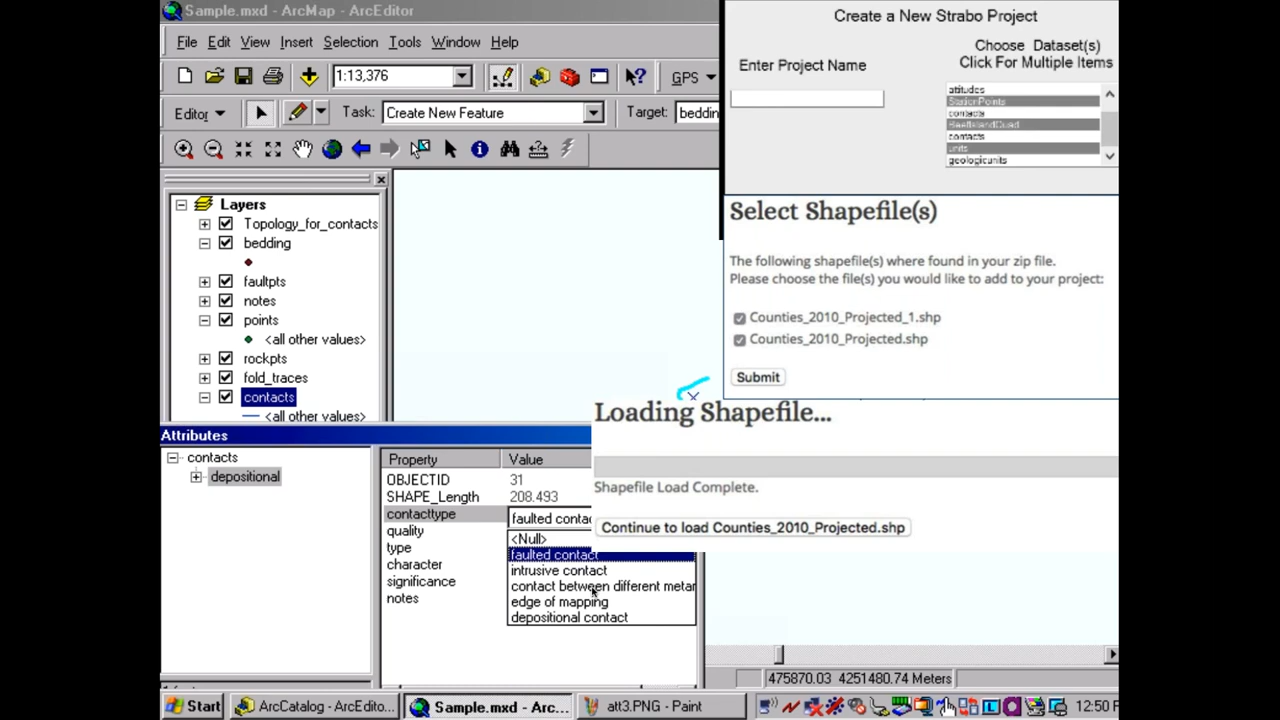 Sample.mxd - ArcMap - ArcEditor
File Edit View Insert Selection Tools Window Help
1:13,376
GPS
Editor
Task:
Create New Feature
Target:
beddin
Layers
Topology_for_contacts
bedding
faultpts
notes
points
<all other values>
rockpts
fold_traces
contacts
<all other values>
Create a New Strabo Project
Enter Project Name
Choose Dataset(s)
Click For Multiple Items
atitudes
StationPoints
contacts
BeefIslandQuad
contacts
units
geologicunits
Select Shapefile(s)
The following shapefile(s) where found in your zip file.
Please choose the file(s) you would like to add to your project:
Counties_2010_Projected_1.shp
Counties_2010_Projected.shp
Submit
Loading Shapefile...
Shapefile Load Complete.
Continue to load Counties_2010_Projected.shp
Attributes
contacts
depositional
Property Value
OBJECTID 31
SHAPE_Length 208.493
contacttype faulted contac
quality
type
character
significance
notes
<Null>
faulted contact
intrusive contact
contact between different metar
edge of mapping
depositional contact
475870.03 4251480.74 Meters
Start
ArcCatalog - ArcEdito...
Sample.mxd - Arc...
att3.PNG - Paint
12:50 P